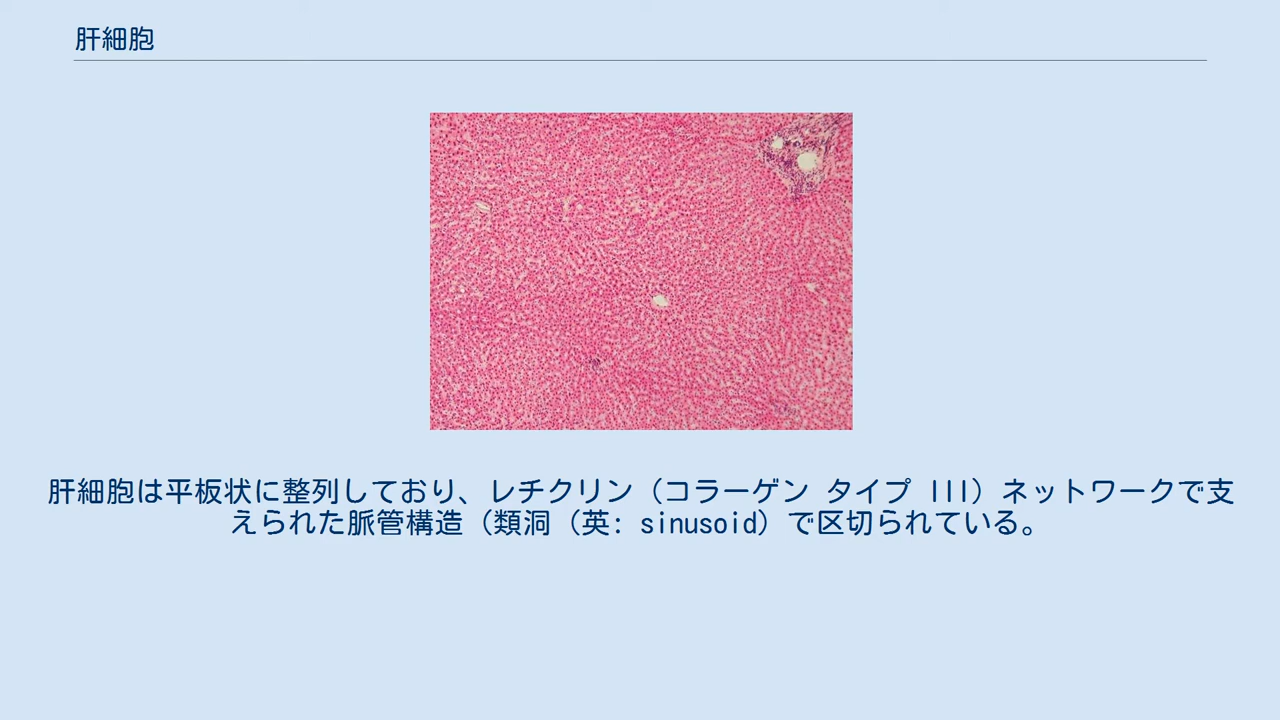 肝細胞
肝細胞は平板状に整列しており、レチクリン（コラーゲン タイプ III）ネットワークで支
えられた脈管構造（類洞（英: sinusoid）で区切られている。